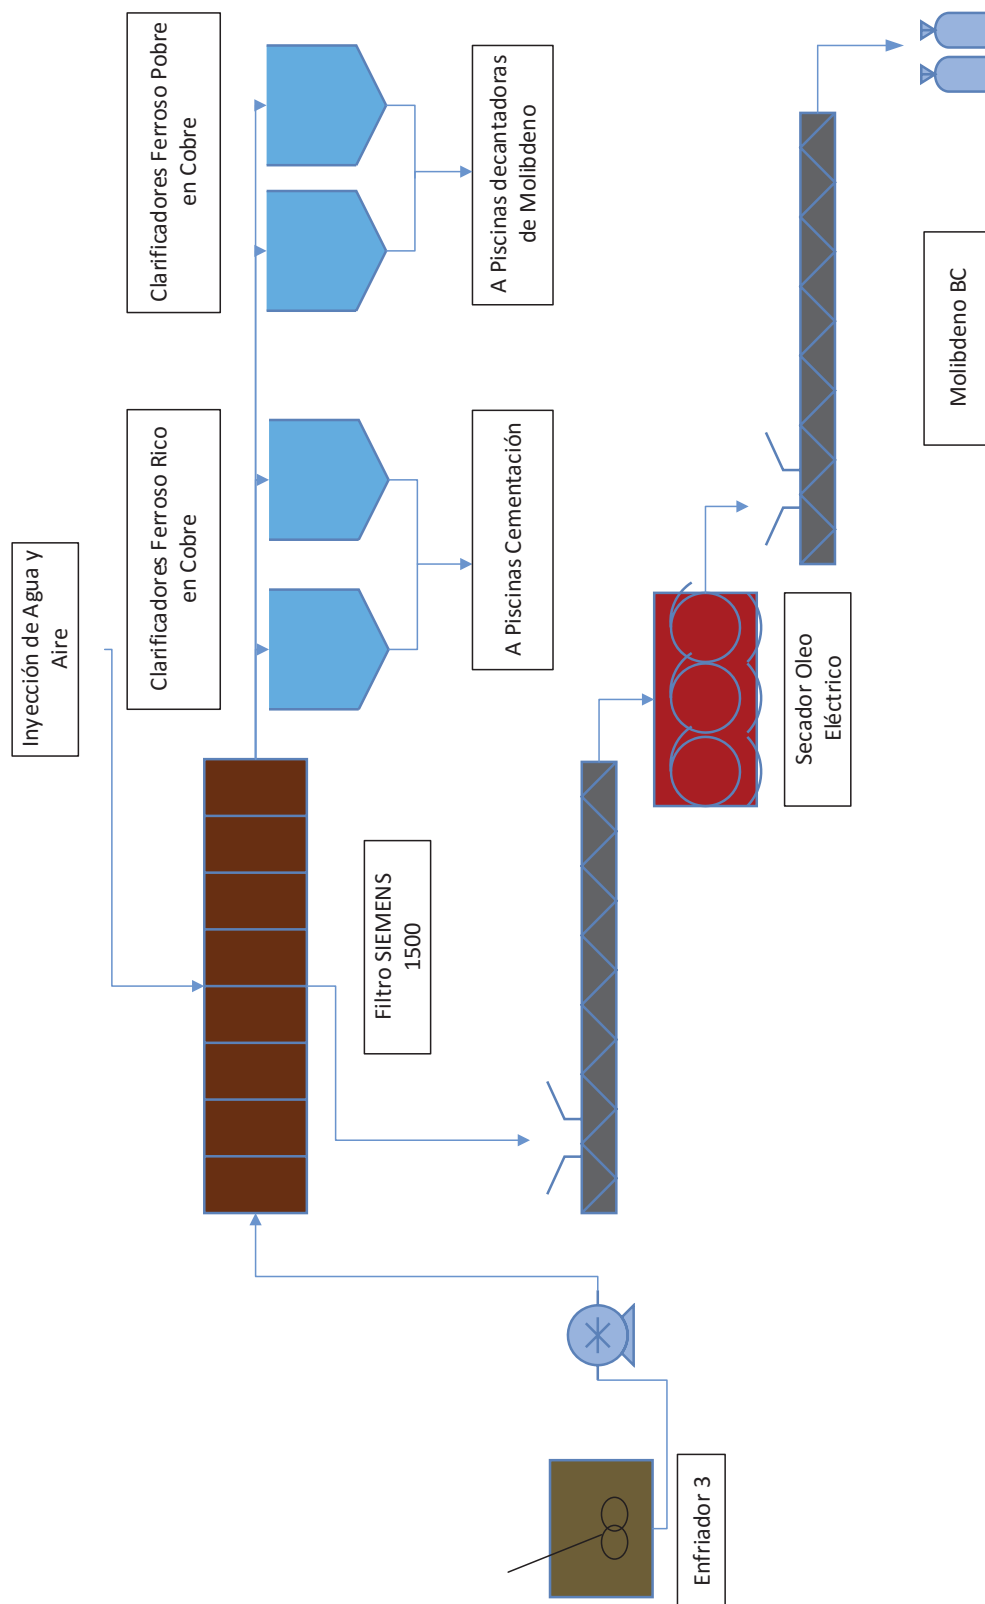 Inyección de Agua y
Aire
Clarificadores Ferroso Rico
en Cobre
Clarificadores Ferroso Pobre
en Cobre
Filtro SIEMENS
1500
A Piscinas Cementación
A Piscinas decantadoras
de Molibdeno
Enfriador 3
Secador Oleo
Eléctrico
Molibdeno BC